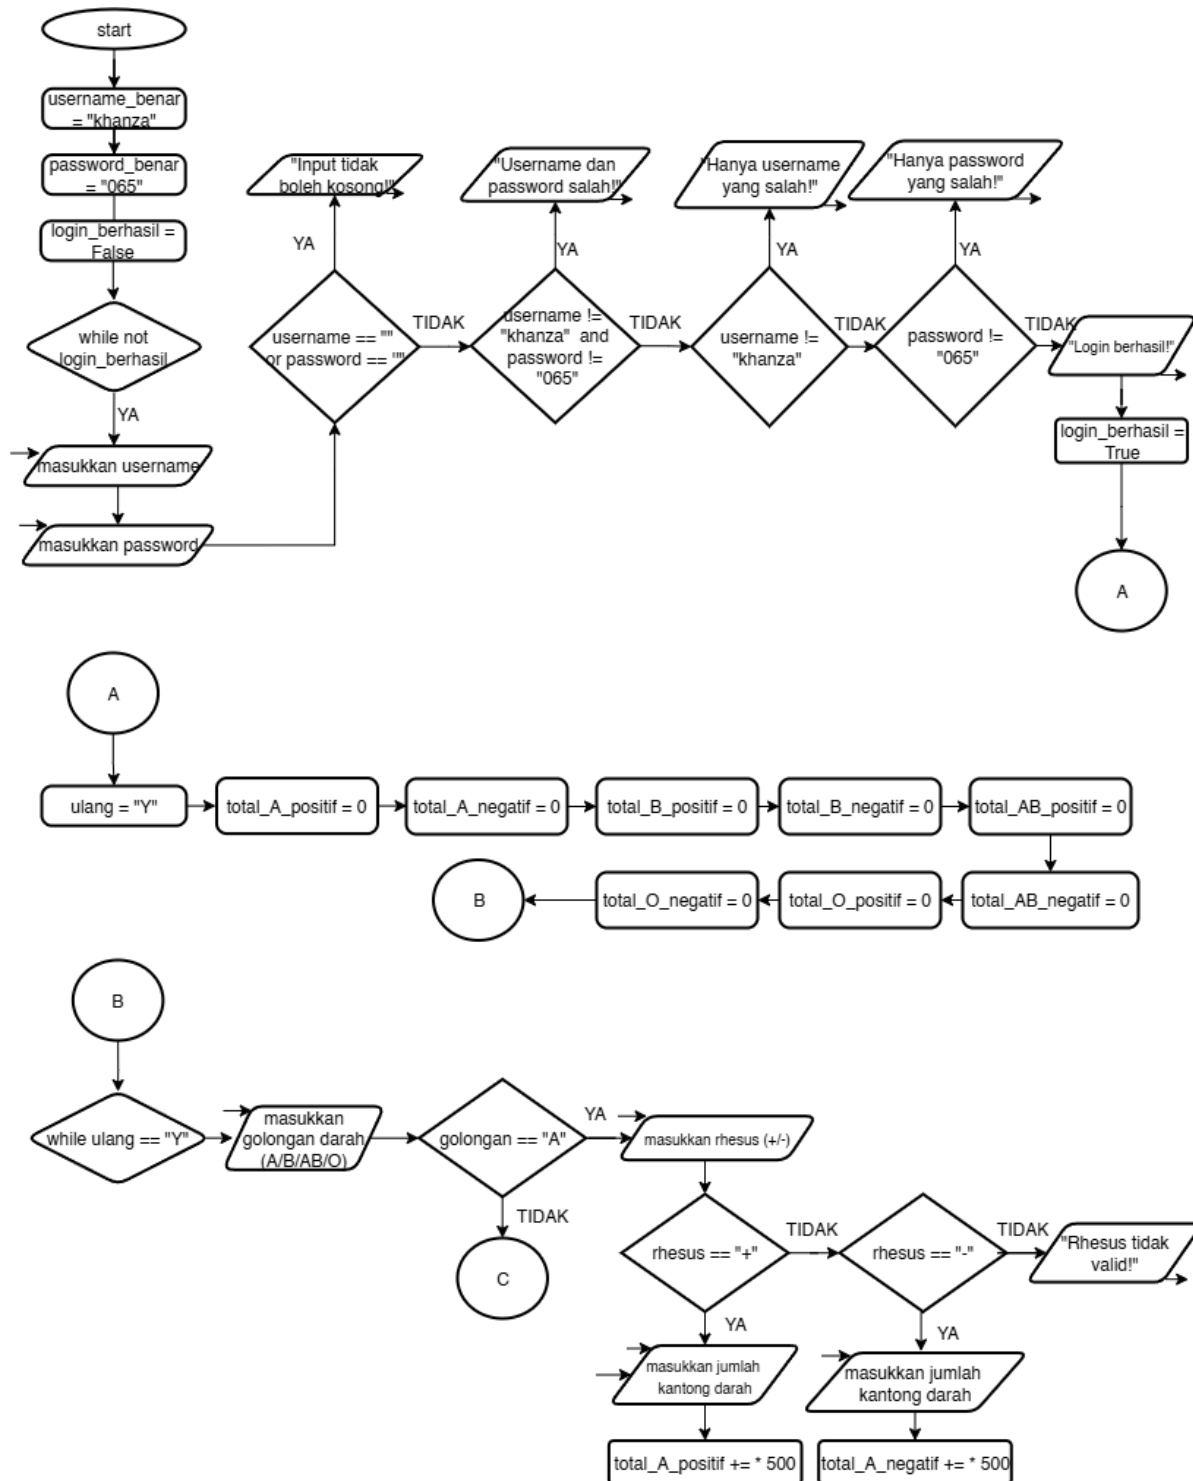 start
username_benar
= "khanza"
password_benar
= "065"
login_berhasil =
False
while not
login_berhasil
YA
masukkan username
masukkan password
"Input tidak
boleh kosong!"
YA
username == ""
or password == ""
TIDAK
"Username dan
password salah!"
YA
username !=
"khanza" and
password !=
"065"
TIDAK
"Hanya username
yang salah!"
YA
username !=
"khanza"
TIDAK
"Hanya password
yang salah!"
YA
password !=
"065"
TIDAK
"Login berhasil!"
login_berhasil =
True
A
A
ulang = "Y"
total_A_positif = 0
total_A_negatif = 0
total_B_positif = 0
total_B_negatif = 0
total_AB_positif = 0
total_AB_negatif = 0
total_O_positif = 0
total_O_negatif = 0
B
B
while ulang == "Y"
masukkan
golongan darah
(A/B/AB/O)
golongan == "A"
YA
TIDAK
C
masukkan rhesus (+/-)
rhesus == "+"
TIDAK
rhesus == "-"
TIDAK
"Rhesus tidak
valid!"
YA
masukkan jumlah
kantong darah
total_A_positif += * 500
YA
masukkan jumlah
kantong darah
total_A_negatif += * 500